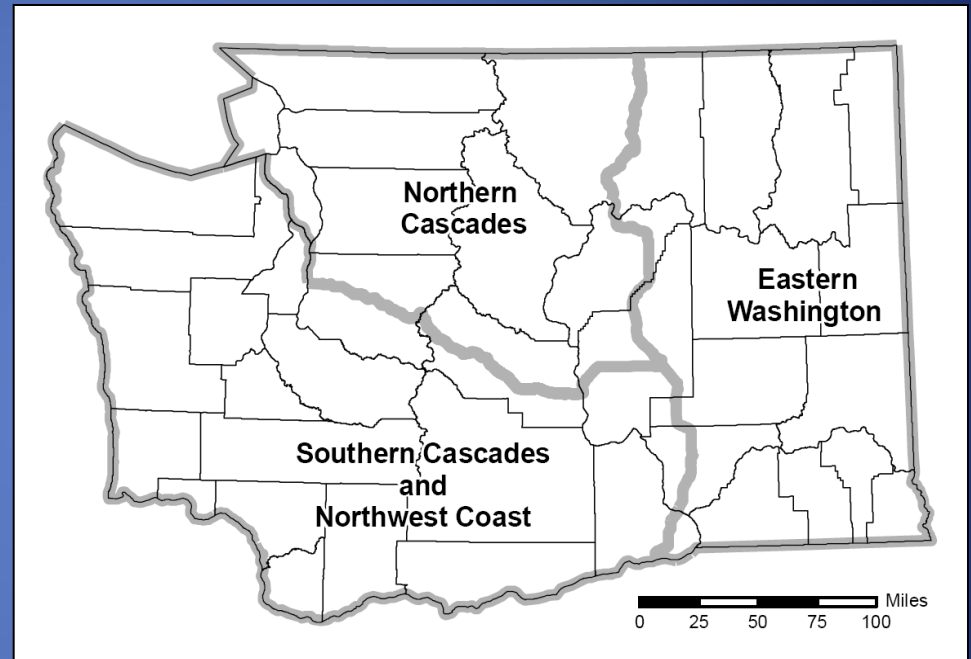 Northern
Cascades
Eastern
Washington
Southern Cascades
and
Northwest Coast
Miles
0 25 50 75 100